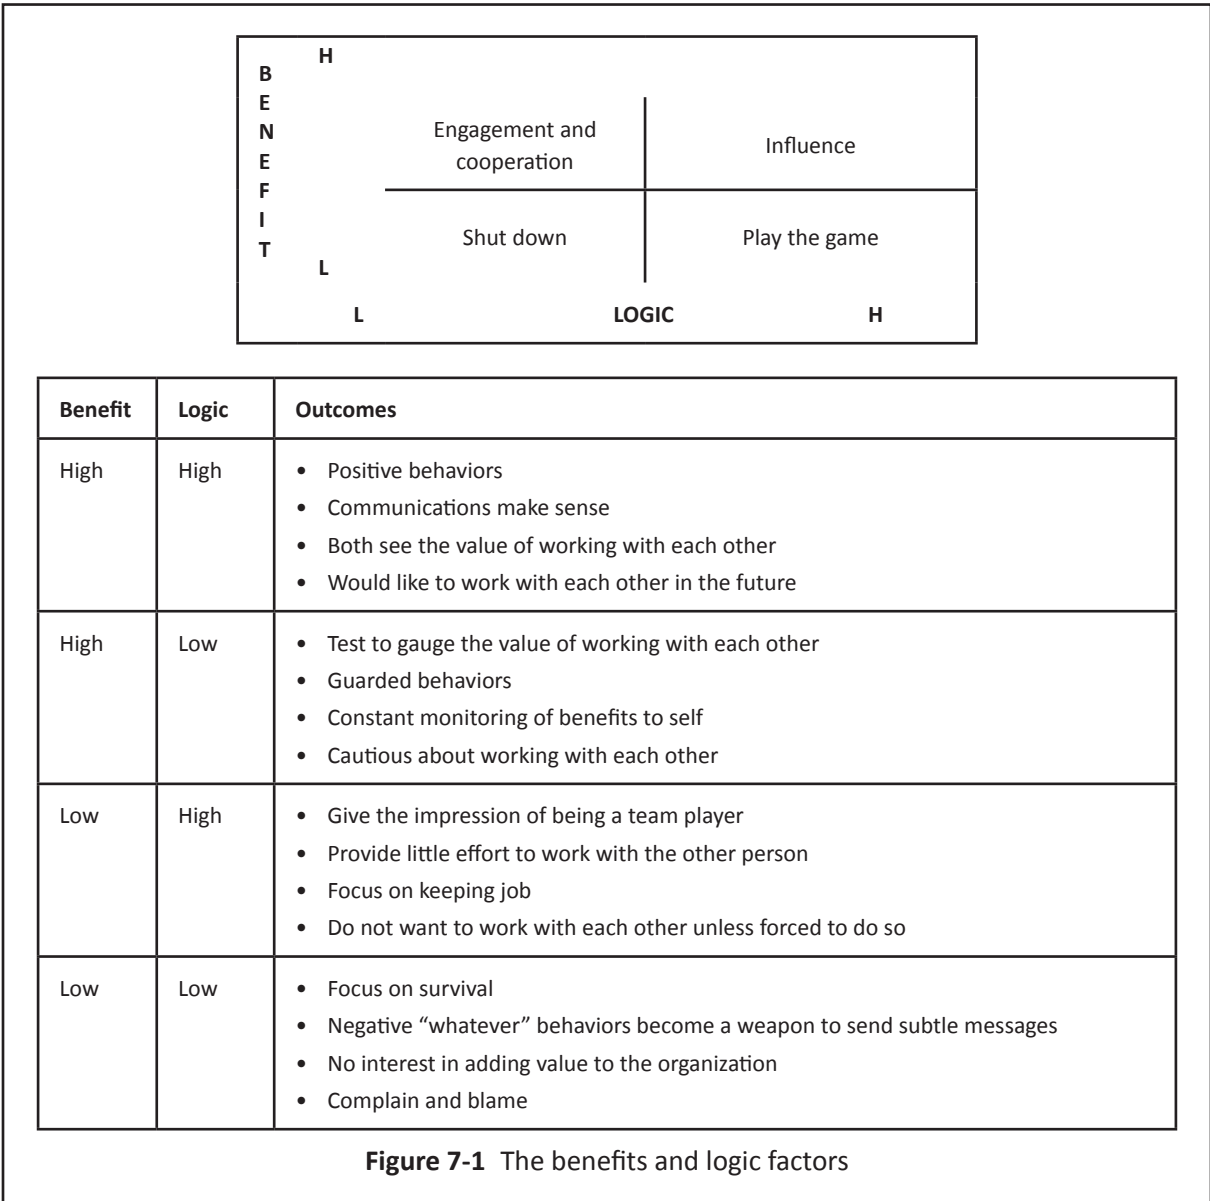 BENEFIT
H
Engagement and
cooperation
Influence
Shut down
Play the game
L
L LOGIC H
Benefit Logic Outcomes
High High • Positive behaviors
• Communications make sense
• Both see the value of working with each other
• Would like to work with each other in the future
High Low • Test to gauge the value of working with each other
• Guarded behaviors
• Constant monitoring of benefits to self
• Cautious about working with each other
Low High • Give the impression of being a team player
• Provide little effort to work with the other person
• Focus on keeping job
• Do not want to work with each other unless forced to do so
Low Low • Focus on survival
• Negative “whatever” behaviors become a weapon to send subtle messages
• No interest in adding value to the organization
• Complain and blame
Figure 7-1 The benefits and logic factors